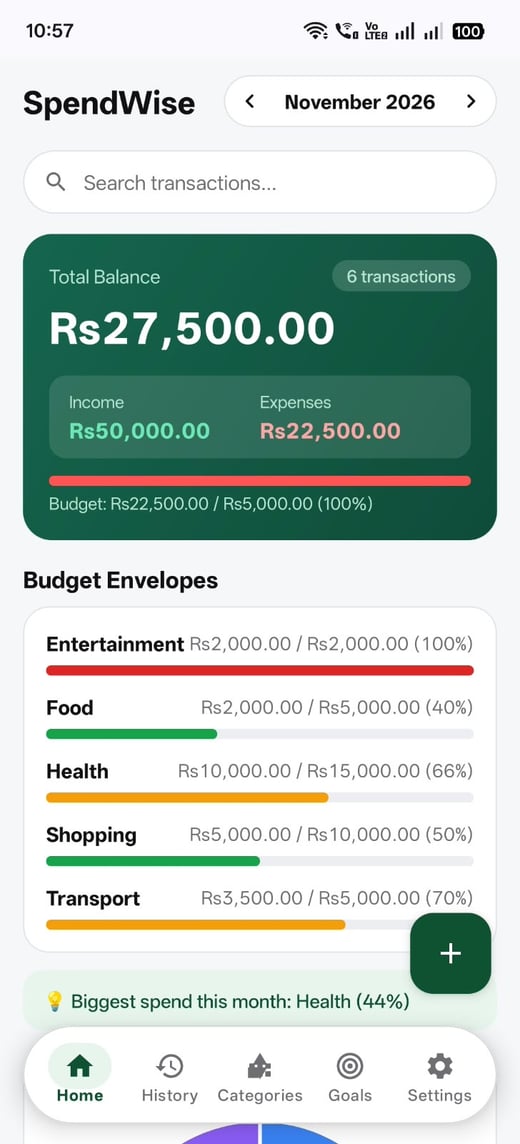 10:57
Vo
LTE2
100
SpendWise
November 2026
Search transactions...
Total Balance
6 transactions
Rs27,500.00
Income
Expenses
Rs50,000.00
Rs22,500.00
Budget: Rs22,500.00 / Rs5,000.00 (100%)
Budget Envelopes
Entertainment Rs2,000.00 / Rs2,000.00 (100%)
Food Rs2,000.00 / Rs5,000.00 (40%)
Health Rs10,000.00 / Rs15,000.00 (66%)
Shopping Rs5,000.00 / Rs10,000.00 (50%)
Transport Rs3,500.00 / Rs5,000.00 (70%)
+
Biggest spend this month: Health (44%)
Home
History
Categories
Goals
Settings